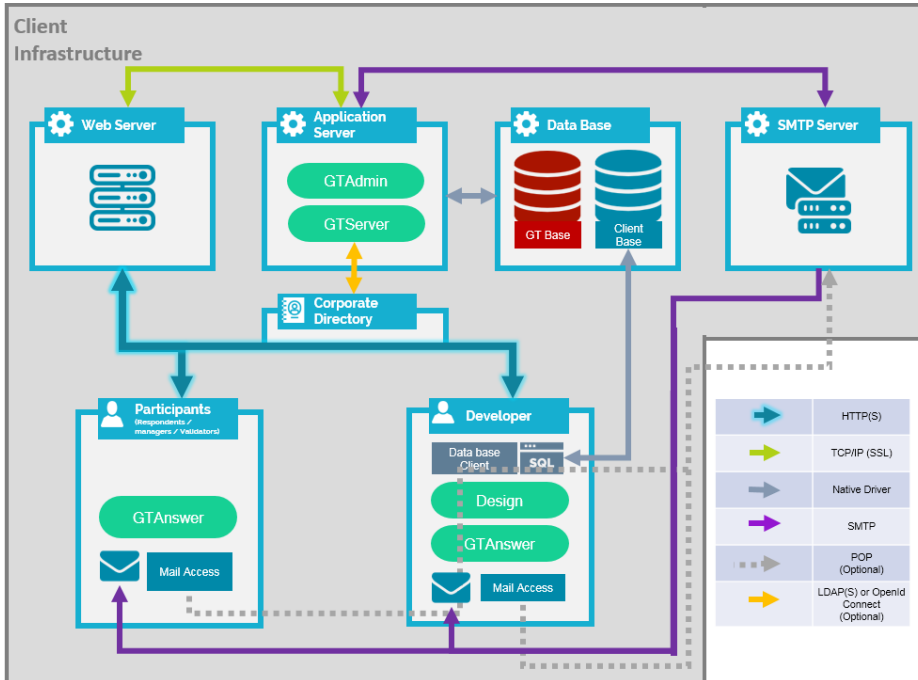 Client
Infrastructure
Web Server
Application
Server
Data Base
SMTP Server
GTAdmin
GTServer
GT Base
Client
Base
Corporate
Directory
Participants
(Respondents /
managers / Validators)
Developer
Data base
Client
SQL
Design
GTAnswer
GTAnswer
Mail Access
Mail Access
HTTP(S)
TCP/IP (SSL)
Native Driver
SMTP
POP
(Optional)
LDAP(S) or OpenId
Connect
(Optional)